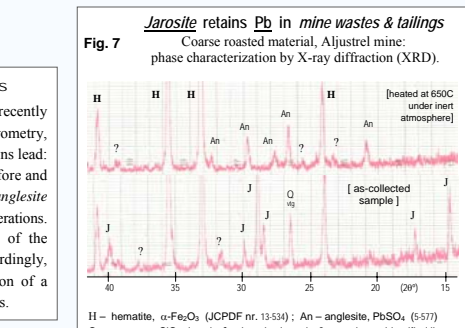 s
recently
ometry,
ns lead:
fore and
nglesite
erations.
of the
rdingly,
on of a
s.
Jarosite retains Pb in mine wastes & tailings
Fig. 7 Coarse roasted material, Aljustrel mine:
phase characterization by X-ray diffraction (XRD).
H H H H [heated at 650C
under inert
atmosphere]
? An An An An ? ? An
J J J J Q vtg [ as-collected
sample ] J J
? ?
40 35 30 25 20 (2θ°) 15
H – hematite, α-Fe₂O₃ (JCPDF nr. 13-534) ; An – anglesite, PbSO₄ (5-577)